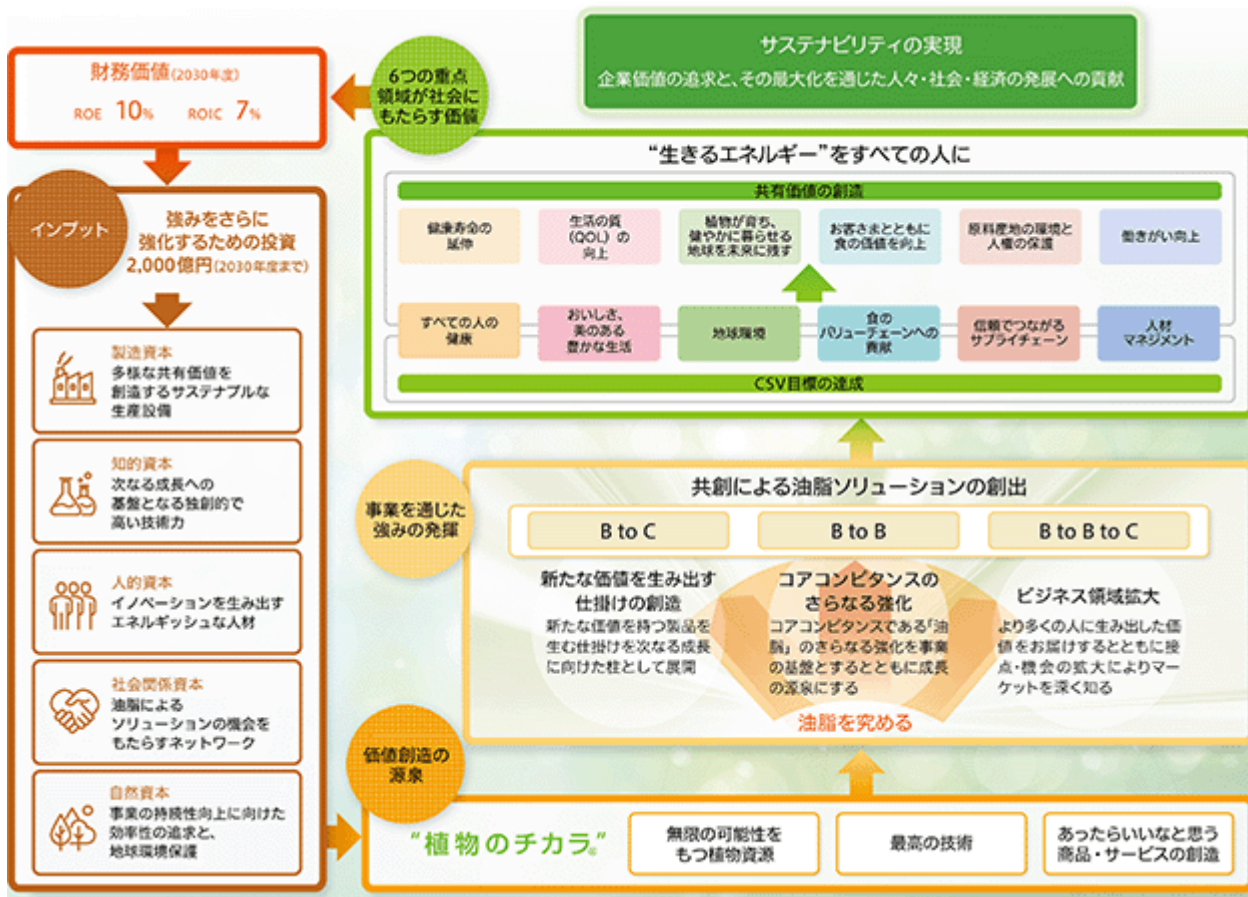 サステナビリティの実現
企業価値の追求と、その最大化を通じた人々・社会・経済の発展への貢献
財務価値(2030年度)
ROE 10% ROIC 7%
6つの重点
領域が社会に
もたらす価値
“生きるエネルギー”をすべての人に
共有価値の創造
健康寿命の
延伸
生活の質
(QOL)の
向上
植物が育ち、
健やかに暮らせる
地球を未来に残す
お客さまとともに
食の価値を向上
原料産地の環境と
人権の保護
働きがい向上
すべての人の
健康
おいしさ、
美のある
豊かな生活
地球環境
食の
バリューチェーンへの
貢献
信頼でつながる
サプライチェーン
人材
マネジメント
CSV目標の達成
インプット
強みをさらに
強化するための投資
2,000億円(2030年度まで)
製造資本
多様な共有価値を
創造するサステナブルな
生産設備
知的資本
次なる成長への
基盤となる独創的で
高い技術力
人的資本
イノベーションを生み出す
エネルギッシュな人材
社会関係資本
油脂による
ソリューションの機会を
もたらすネットワーク
自然資本
事業の持続性向上に向けた
効率性の追求と、
地球環境保護
事業を通じた
強みの発揮
共創による油脂ソリューションの創出
B to C
B to B
B to B to C
新たな価値を生み出す
仕掛けの創造
新たな価値を持つ製品を
生む仕掛けを次なる成長
に向けた柱として展開
コアコンピタンスの
さらなる強化
コアコンピタンスである「油
脂」のさらなる強化を事業
の基盤とするとともに成長
の源泉にする
ビジネス領域拡大
より多くの人に生み出した価
値をお届けするとともに接
点・機会の拡大によりマー
ケットを深く知る
油脂を究める
価値創造の
源泉
“植物のチカラ®”
無限の可能性を
もつ植物資源
最高の技術
あったらいいなと思う
商品・サービスの創造